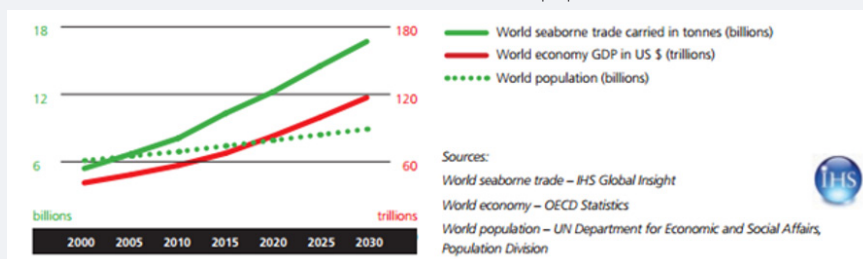 18
180
12
120
6
60
billions
trillions
2000 2005 2010 2015 2020 2025 2030
World seaborne trade carried in tonnes (billions)
World economy GDP in US $ (trillions)
World population (billions)
Sources:
World seaborne trade – IHS Global Insight
World economy – OECD Statistics
World population – UN Department for Economic and Social Affairs,
Population Division
IHS